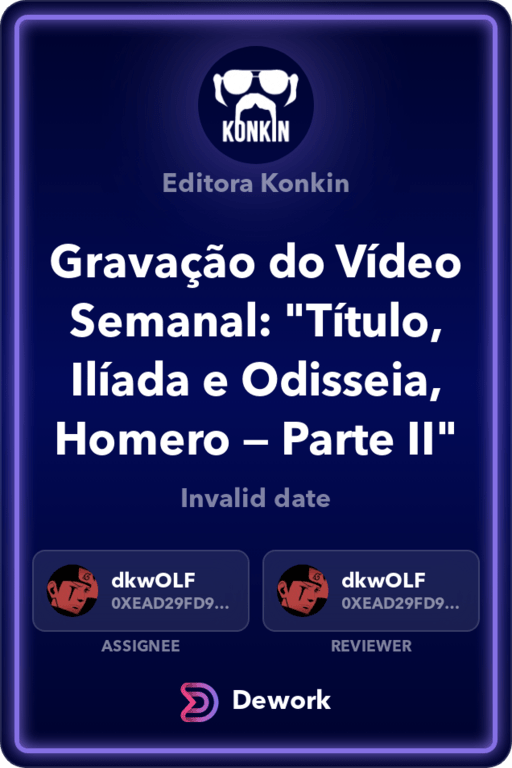 KONKIN
Editora Konkin
Gravação do Vídeo
Semanal: "Título,
Ilíada e Odisseia,
Homero – Parte II"
Invalid date
dkwOLF
0XEAD29FD9...
ASSIGNEE
dkwOLF
0XEAD29FD9...
REVIEWER
Dework